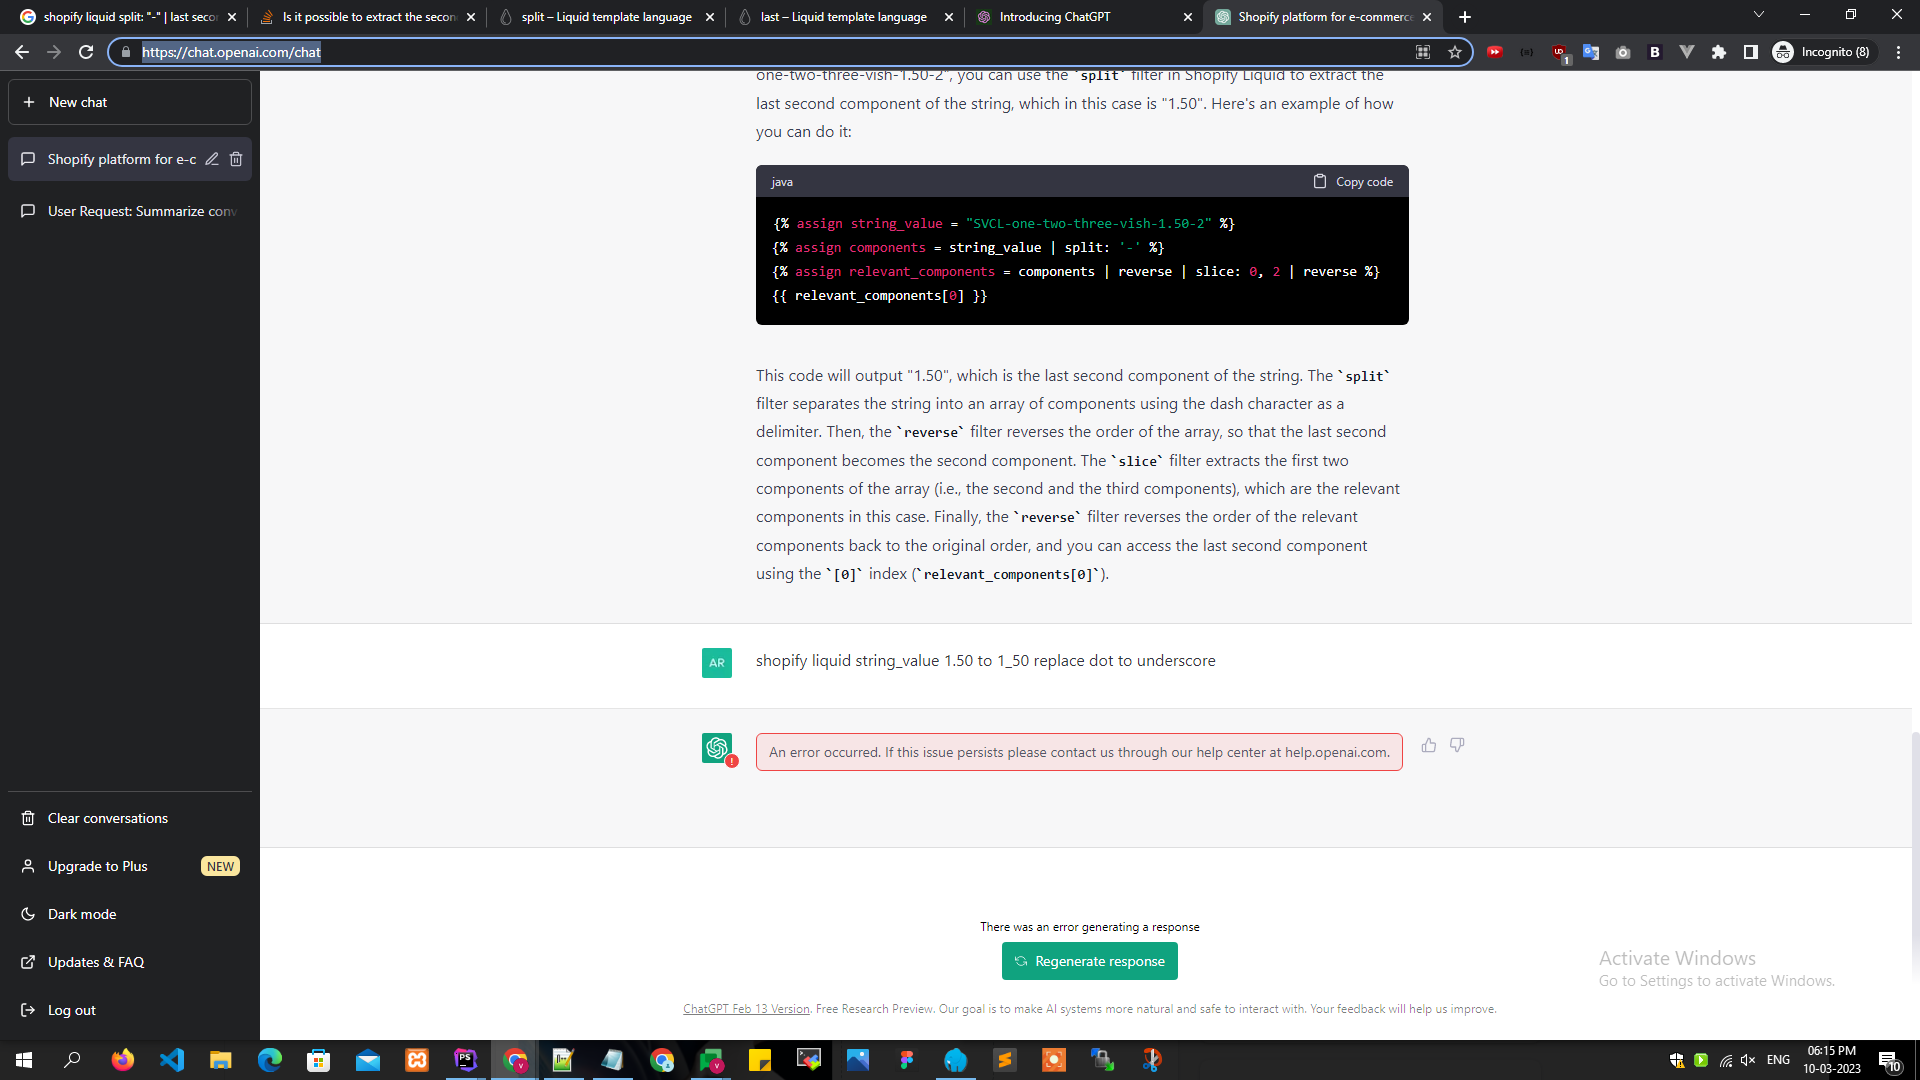 shopify liquid split: "-" | last secon
Is it possible to extract the secon
split – Liquid template language
last – Liquid template language
Introducing ChatGPT
Shopify platform for e-commerce
https://chat.openai.com/chat
Incognito (8)
New chat
Shopify platform for e-c
User Request: Summarize conv
one-two-three-vish-1.50-2", you can use the `split` filter in Shopify Liquid to extract the
last second component of the string, which in this case is "1.50". Here's an example of how
you can do it:
java
Copy code
{% assign string_value = "SVCL-one-two-three-vish-1.50-2" %}
{% assign components = string_value | split: '-' %}
{% assign relevant_components = components | reverse | slice: 0, 2 | reverse %}
{{ relevant_components[0] }}
This code will output "1.50", which is the last second component of the string. The `split`
filter separates the string into an array of components using the dash character as a
delimiter. Then, the `reverse` filter reverses the order of the array, so that the last second
component becomes the second component. The `slice` filter extracts the first two
components of the array (i.e., the second and the third components), which are the relevant
components in this case. Finally, the `reverse` filter reverses the order of the relevant
components back to the original order, and you can access the last second component
using the `[0]` index (`relevant_components[0]`).
AR
shopify liquid string_value 1.50 to 1_50 replace dot to underscore
An error occurred. If this issue persists please contact us through our help center at help.openai.com.
Clear conversations
Upgrade to Plus
NEW
Dark mode
Updates & FAQ
Log out
There was an error generating a response
Regenerate response
Activate Windows
Go to Settings to activate Windows.
ChatGPT Feb 13 Version. Free Research Preview. Our goal is to make AI systems more natural and safe to interact with. Your feedback will help us improve.
ENG
06:15 PM
10-03-2023
10